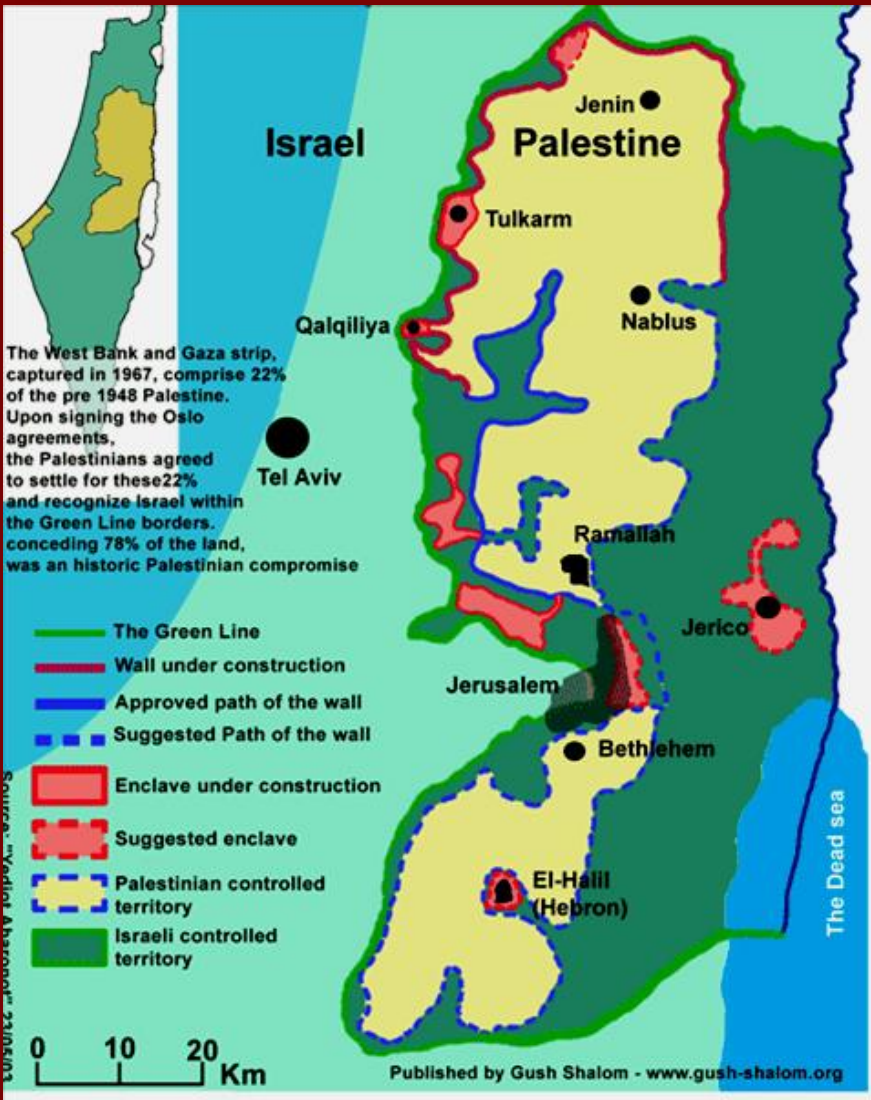 Israel
Palestine
Jenin
Tulkarm
Nablus
Qalqiliya
The West Bank and Gaza strip,
captured in 1967, comprise 22%
of the pre 1948 Palestine.
Upon signing the Oslo
agreements,
the Palestinians agreed
to settle for these22%
and recognize Israel within
the Green Line borders.
conceding 78% of the land,
was an historic Palestinian compromise
Tel Aviv
Ramallah
Jerico
Jerusalem
Bethlehem
El-Halil
(Hebron)
The Dead sea
The Green Line
Wall under construction
Approved path of the wall
Suggested Path of the wall
Enclave under construction
Suggested enclave
Palestinian controlled
territory
Israeli controlled
territory
0 10 20
Km
Published by Gush Shalom - www.gush-shalom.org